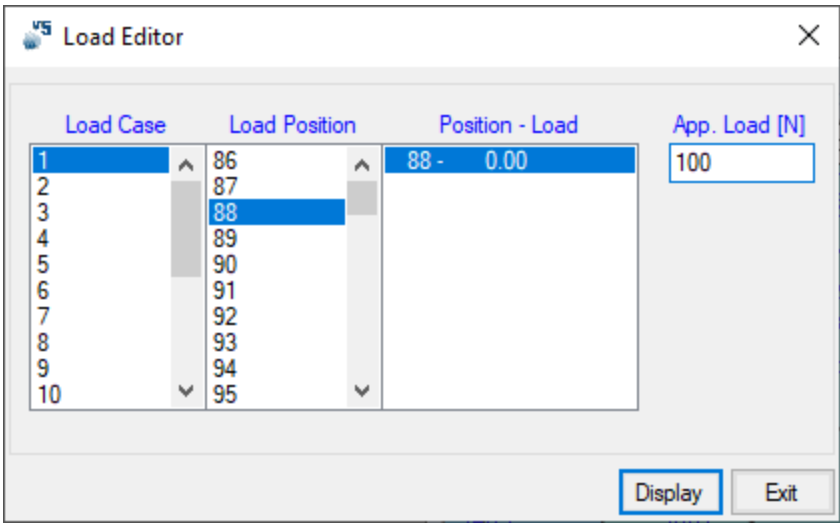 VS Load Editor
Load Case Load Position Position - Load App. Load [N]
1 86 88 - 0.00 100
2 87
3 88
4 89
5 90
6 91
7 92
8 93
9 94
10 95
Display Exit